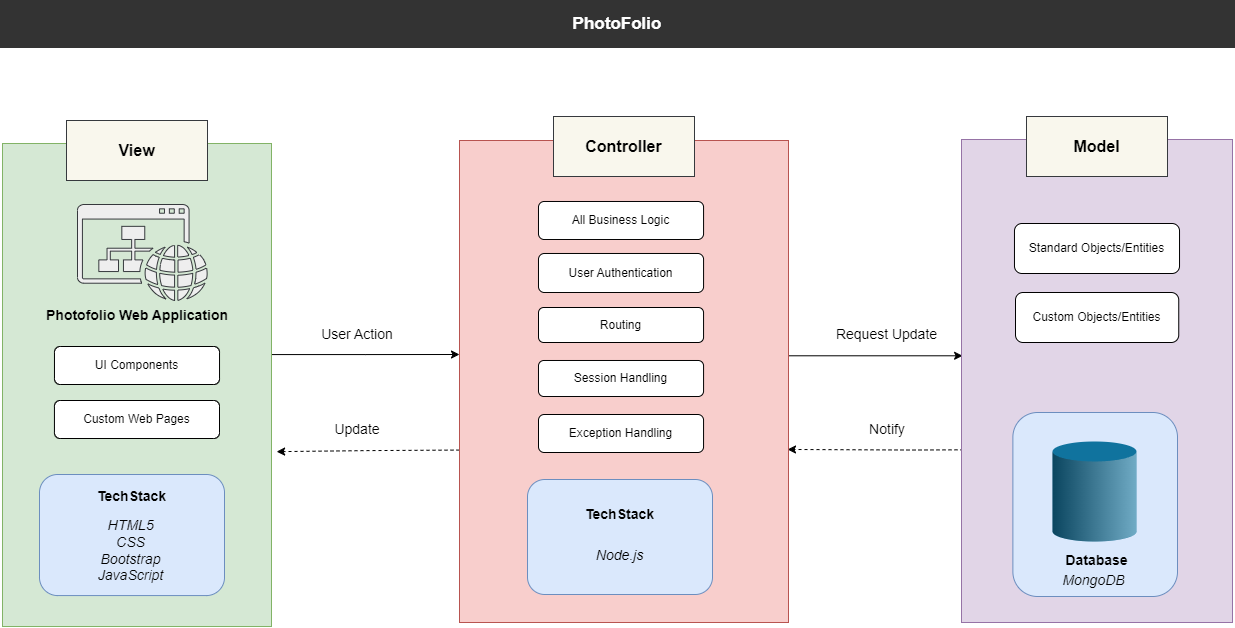 PhotoFolio
View
Photofolio Web Application
UI Components
Custom Web Pages
Tech Stack
HTML5
CSS
Bootstrap
JavaScript
User Action
Update
Controller
All Business Logic
User Authentication
Routing
Session Handling
Exception Handling
Tech Stack
Node.js
Request Update
Notify
Model
Standard Objects/Entities
Custom Objects/Entities
Database
MongoDB